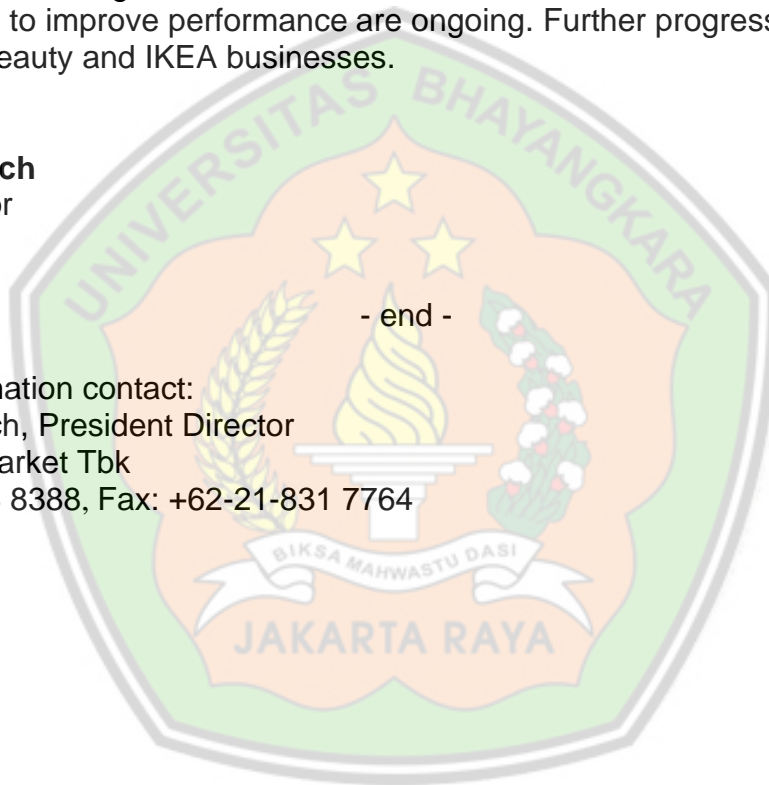 to improve performance are ongoing. Further progress
eauty and IKEA businesses.
UNIVERSITAS BHAYANGKARA
ch
or
- end -
nation contact:
ch, President Director
arket Tbk
8388, Fax: +62-21-831 7764
BIKSA MAHWASTU DASI
JAKARTA RAYA